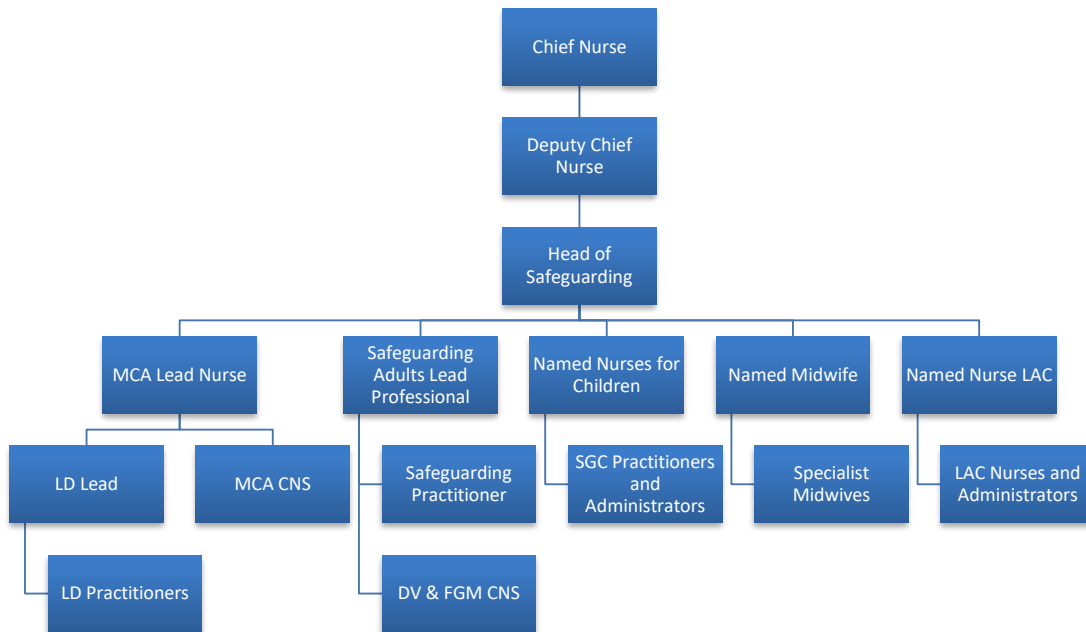 Chief Nurse
Deputy Chief
Nurse
Head of
Safeguarding
MCA Lead Nurse
Safeguarding
Adults Lead
Professional
Named Nurses for
Children
Named Midwife
Named Nurse LAC
LD Lead
MCA CNS
Safeguarding
Practitioner
SGC Practitioners
and
Administrators
Specialist
Midwives
LAC Nurses and
Administrators
LD Practitioners
DV & FGM CNS